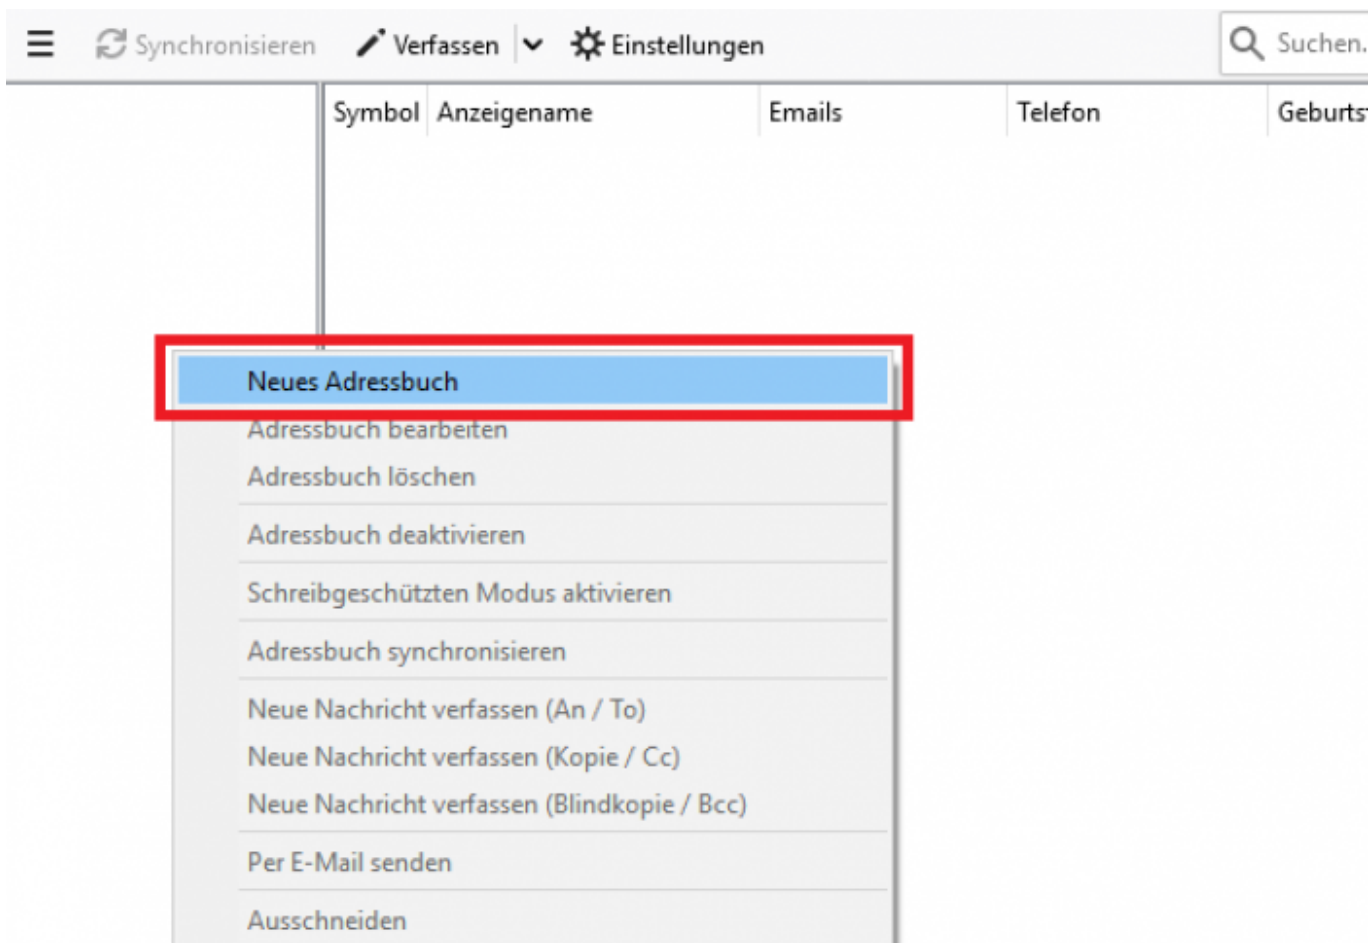 Synchronisieren Verfassen Einstellungen Suchen.
Symbol Anzeigename Emails Telefon Geburts
Neues Adressbuch
Adressbuch bearbeiten
Adressbuch löschen
Adressbuch deaktivieren
Schreibgeschützten Modus aktivieren
Adressbuch synchronisieren
Neue Nachricht verfassen (An / To)
Neue Nachricht verfassen (Kopie / Cc)
Neue Nachricht verfassen (Blindkopie / Bcc)
Per E-Mail senden
Ausschneiden